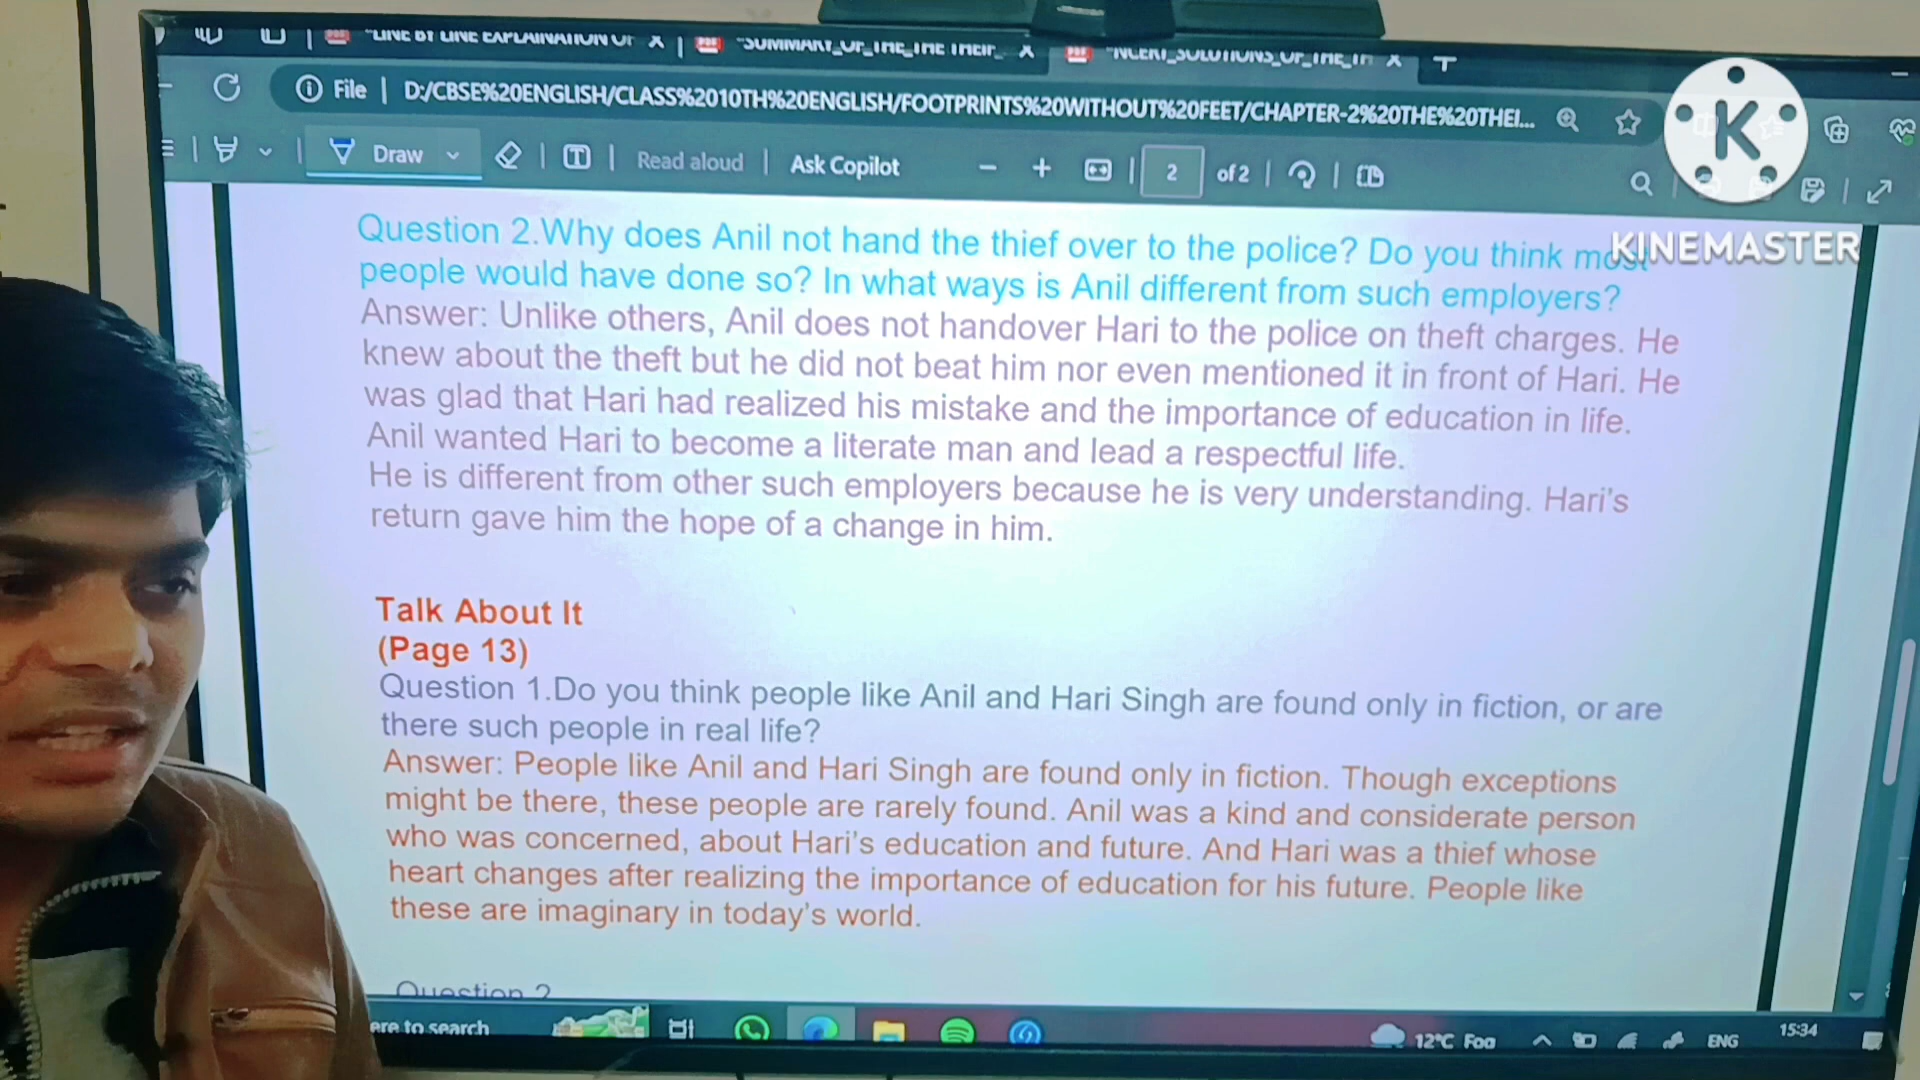 "LINE BY LINE EXPLAINATION OF
"SUMMARY_OF_THE_THE THEIF_
"NCERT_SOLUTIONS_OF_THE_TH
File
D:/CBSE%20ENGLISH/CLASS%2010TH%20ENGLISH/FOOTPRINTS%20WITHOUT%20FEET/CHAPTER-2%20THE%20THEI...
Draw
Read aloud
Ask Copilot
2
of 2
K
KINEMASTER
Question 2.Why does Anil not hand the thief over to the police? Do you think most
people would have done so? In what ways is Anil different from such employers?
Answer: Unlike others, Anil does not handover Hari to the police on theft charges. He
knew about the theft but he did not beat him nor even mentioned it in front of Hari. He
was glad that Hari had realized his mistake and the importance of education in life.
Anil wanted Hari to become a literate man and lead a respectful life.
He is different from other such employers because he is very understanding. Hari's
return gave him the hope of a change in him.
Talk About It
(Page 13)
Question 1.Do you think people like Anil and Hari Singh are found only in fiction, or are
there such people in real life?
Answer: People like Anil and Hari Singh are found only in fiction. Though exceptions
might be there, these people are rarely found. Anil was a kind and considerate person
who was concerned, about Hari's education and future. And Hari was a thief whose
heart changes after realizing the importance of education for his future. People like
these are imaginary in today's world.
Question 2
ere to search
12°C Fog
ENG
15:34